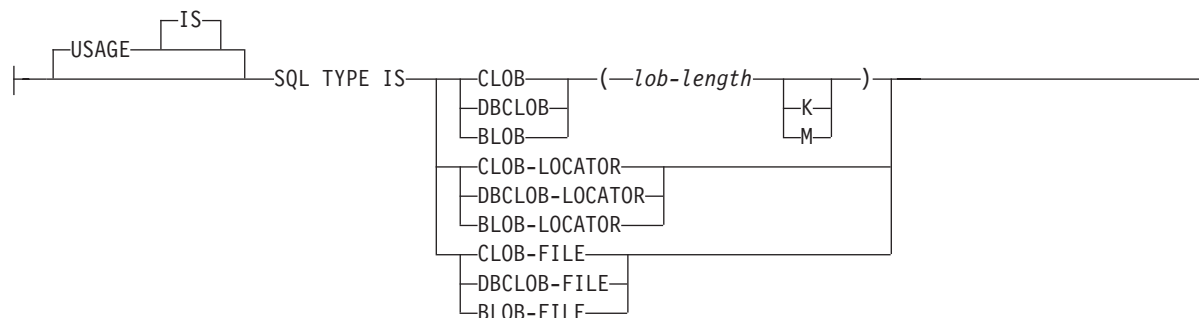 IS
USAGE
SQL TYPE IS CLOB ( lob-length )
DBCLOB K
BLOB M
CLOB-LOCATOR
DBCLOB-LOCATOR
BLOB-LOCATOR
CLOB-FILE
DBCLOB-FILE
BLOB-FILE